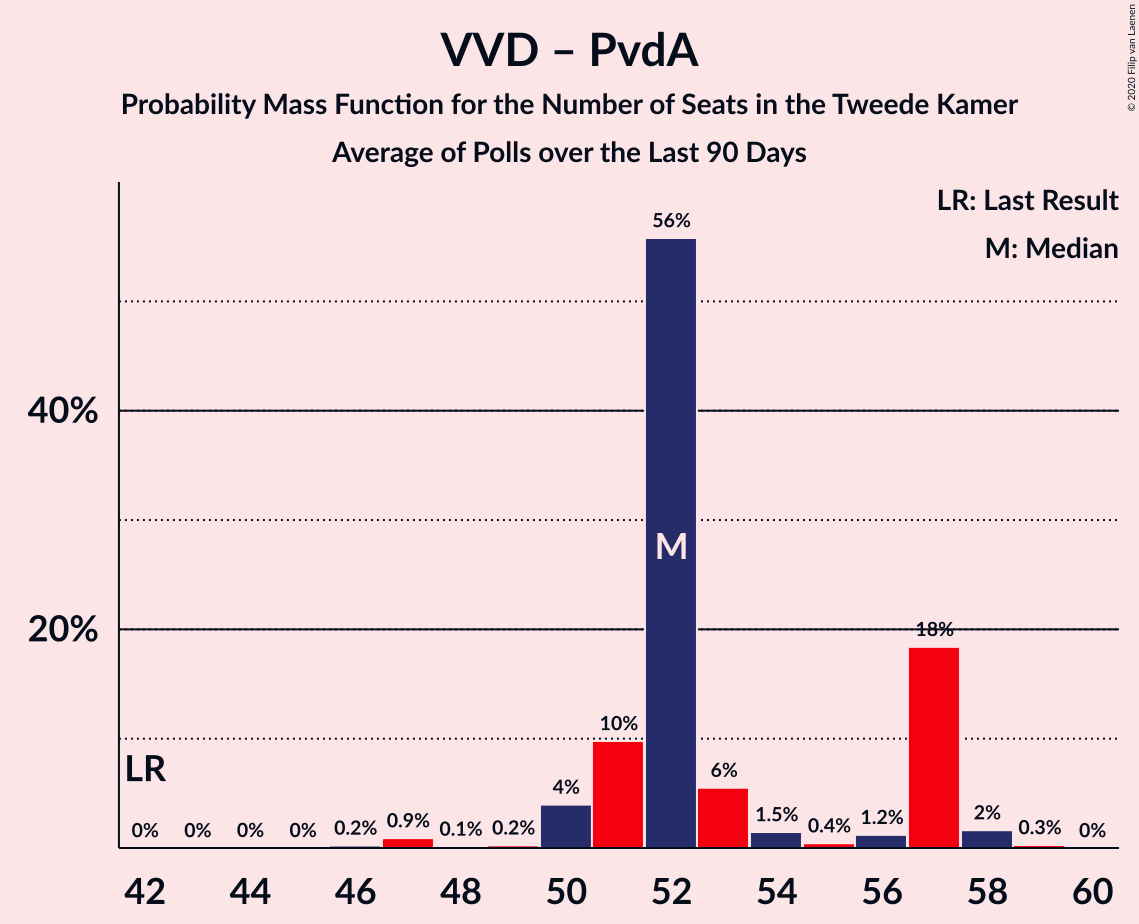 VVD – PvdA
Probability Mass Function for the Number of Seats in the Tweede Kamer
Average of Polls over the Last 90 Days
© 2020 Filip van Laenen
LR: Last Result
M: Median
56%
40%
M
20%
18%
10%
LR
6%
4%
1.5%
2%
0% 0% 0% 0% 0.2% 0.9% 0.1% 0.2% 0.4% 1.2% 0.3% 0%
42 44 46 48 50 52 54 56 58 60